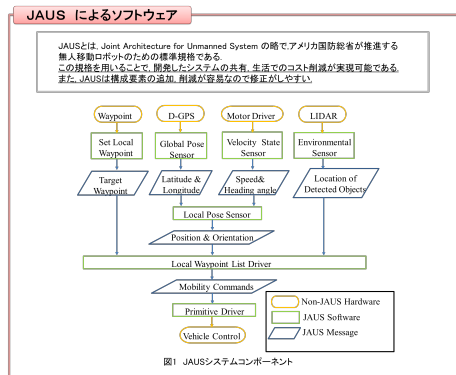 JAUS によるソフトウェア
JAUSとは、Joint Architecture for Unmanned System の略で、アメリカ国防総省が推進する
無人移動ロボットのための標準規格である。
この規格を用いることで、開発したシステムの共有、生活でのコスト削減が実現可能である。
また、JAUSは構成要素の追加、削減が容易なので修正がしやすい。
Waypoint D-GPS Motor Driver LIDAR
Set Local Waypoint
Global Pose Sensor
Velocity State Sensor
Environmental Sensor
Target Waypoint
Latitude & Longitude
Speed& Heading angle
Location of Detected Objects
Local Pose Sensor
Position & Orientation
Local Waypoint List Driver
Mobility Commands
Primitive Driver
Vehicle Control
Non-JAUS Hardware
JAUS Software
JAUS Message
図1 JAUSシステムコンポーネント